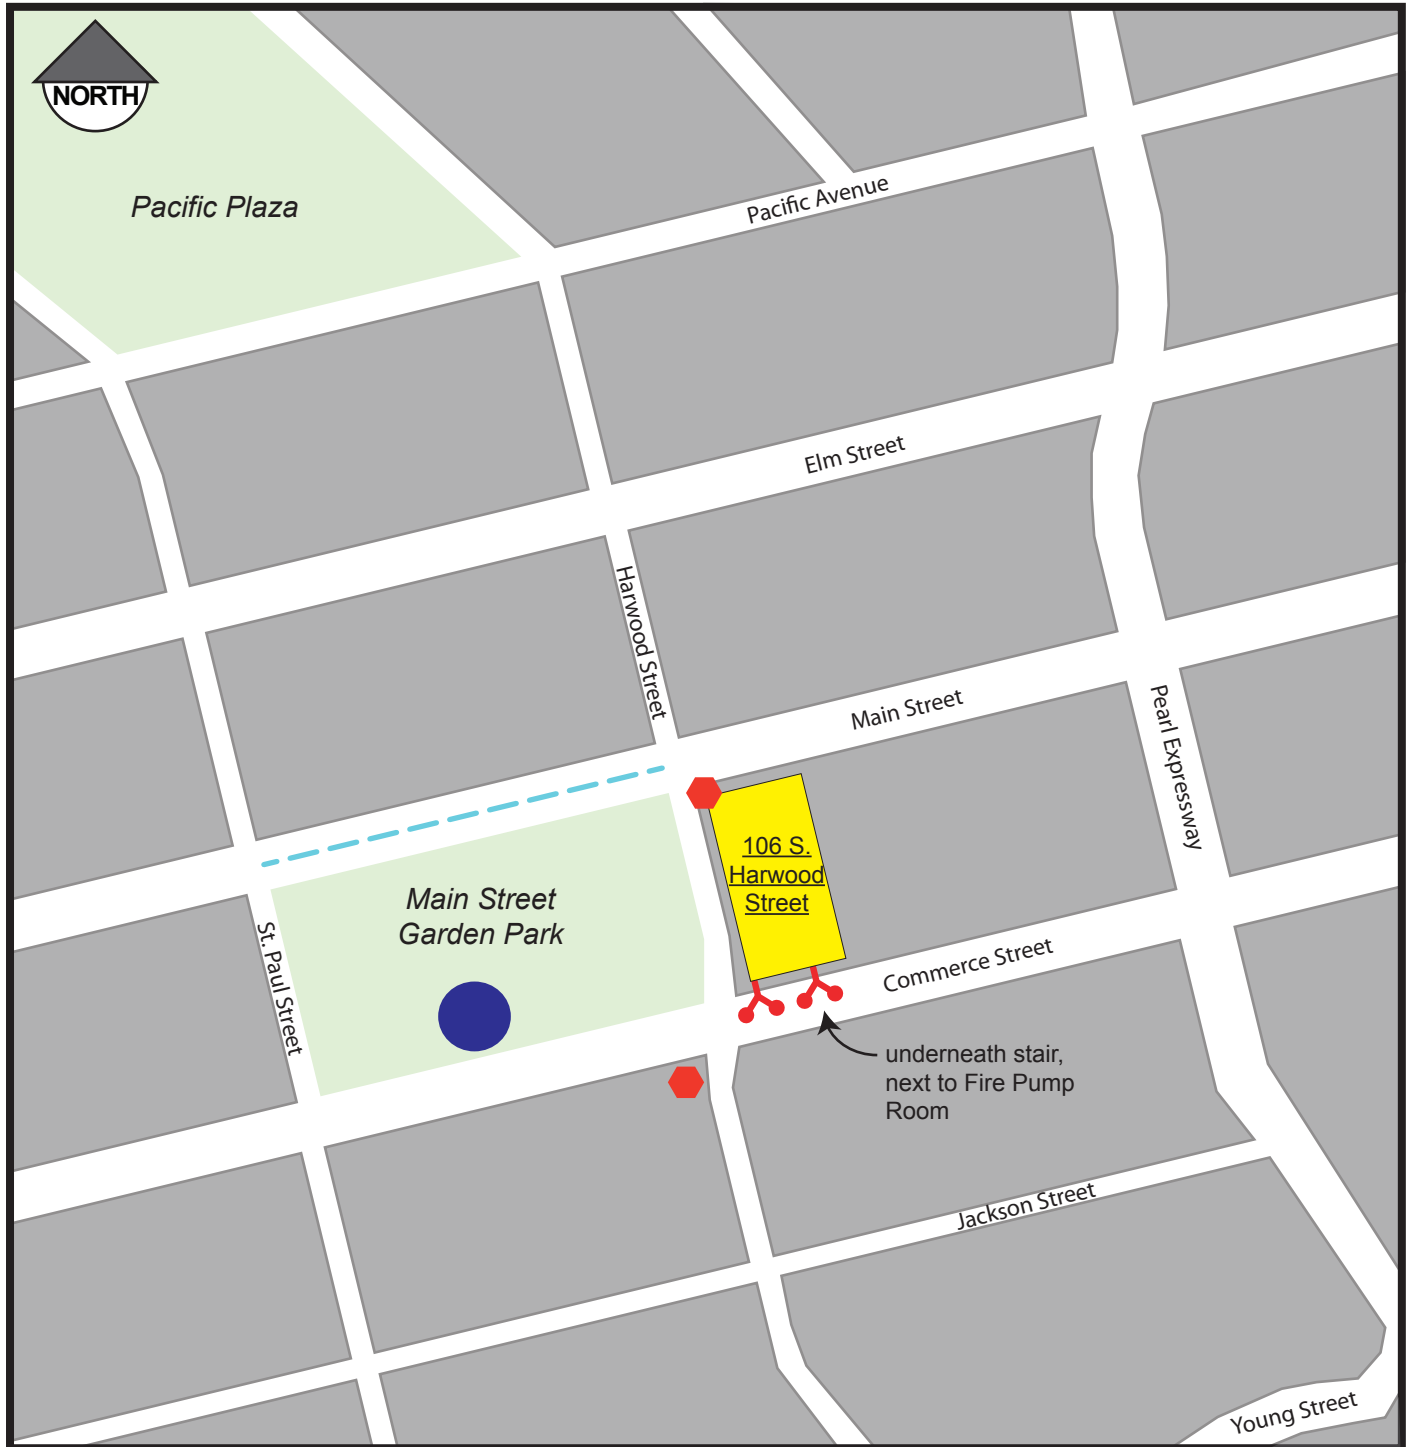 NORTH
Pacific Plaza
Pacific Avenue
Elm Street
Harwood Street
Main Street
Pearl Expressway
106 S.
Harwood
Street
Main Street
Garden Park
St. Paul Street
Commerce Street
underneath stair,
next to Fire Pump
Room
Jackson Street
Young Street